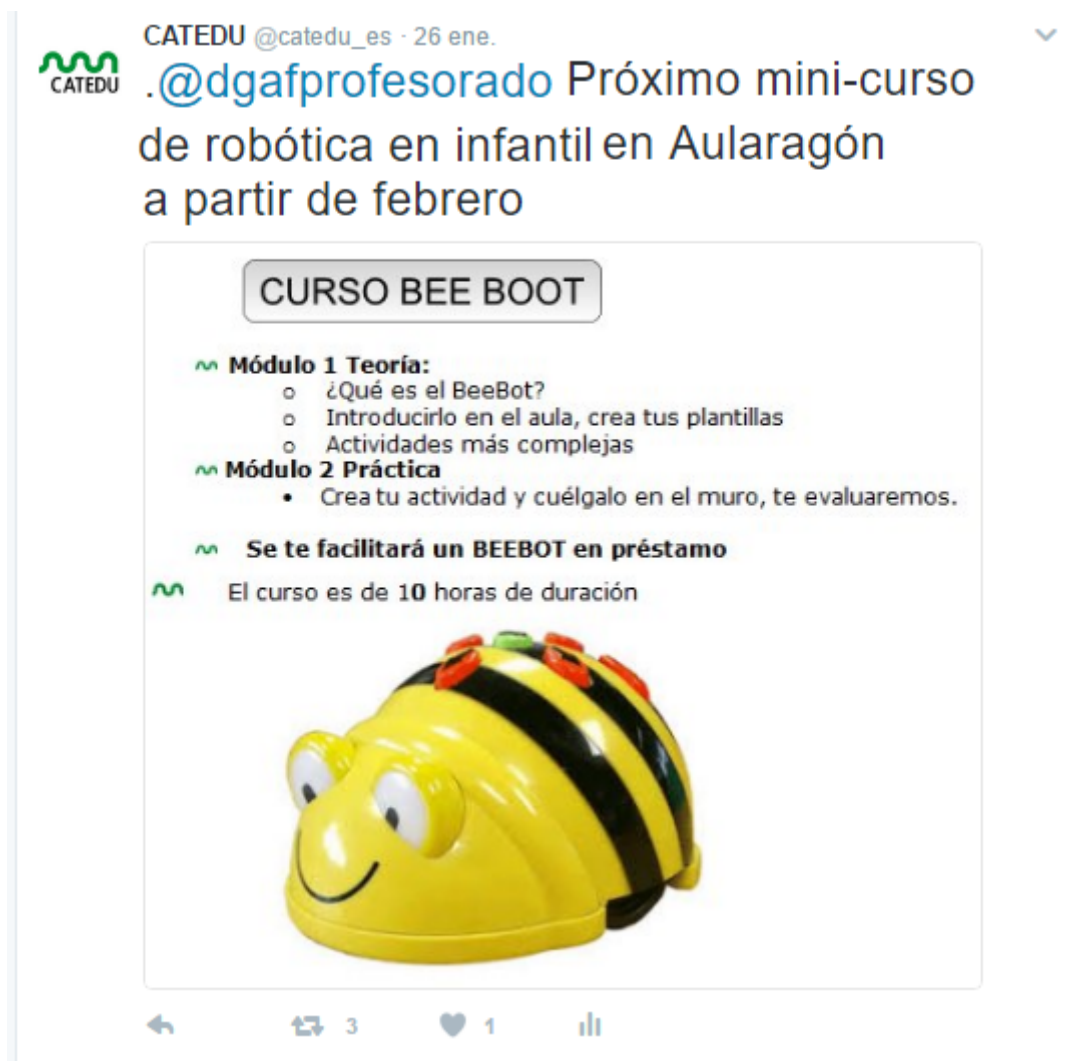 CATEDU @catedu_es · 26 ene.
CATEDU
.@dgafprofesorado Próximo mini-curso
de robótica en infantil en Aularagón
a partir de febrero
CURSO BEE BOOT
Módulo 1 Teoría:
o ¿Qué es el BeeBot?
o Introducirlo en el aula, crea tus plantillas
o Actividades más complejas
Módulo 2 Práctica
• Crea tu actividad y cuélgalo en el muro, te evaluaremos.
Se te facilitará un BEEBOT en préstamo
El curso es de 10 horas de duración
3 1